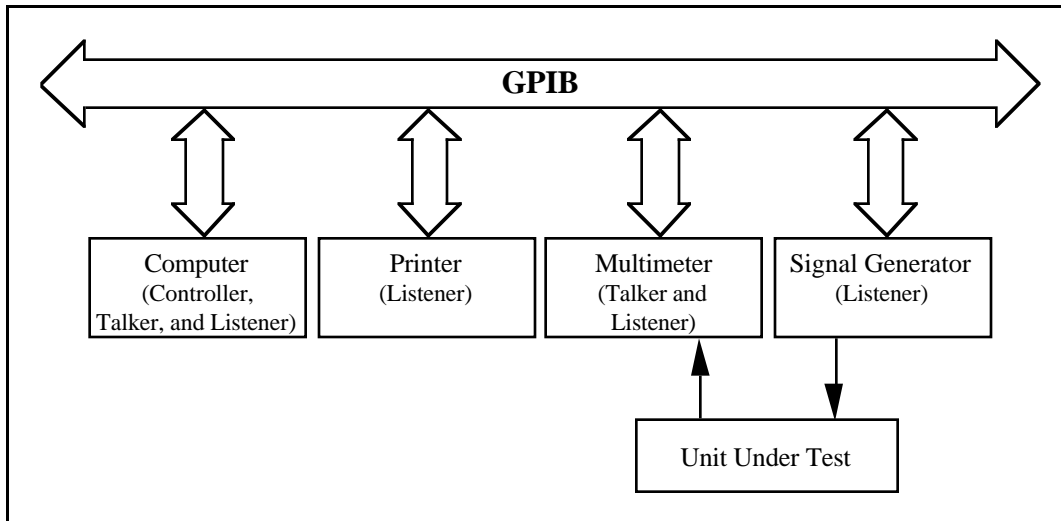 GPIB
Computer
(Controller,
Talker, and Listener)
Printer
(Listener)
Multimeter
(Talker and
Listener)
Signal Generator
(Listener)
Unit Under Test